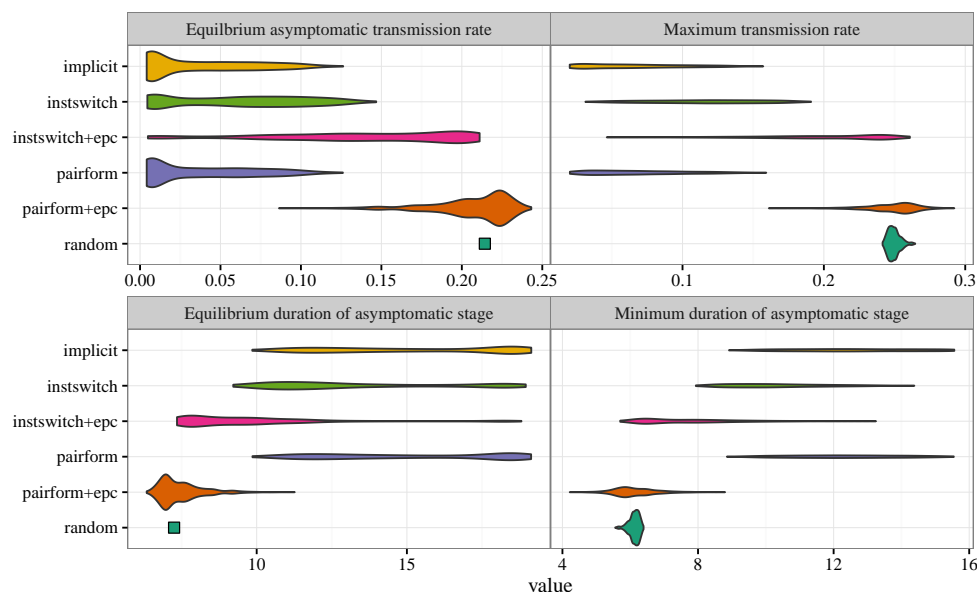 Equilbrium asymptomatic transmission rate
Maximum transmission rate
implicit
instswitch
instswitch+epc
pairform
pairform+epc
random
0.00 0.05 0.10 0.15 0.20 0.25
0.1 0.2 0.3
Equilibrium duration of asymptomatic stage
Minimum duration of asymptomatic stage
implicit
instswitch
instswitch+epc
pairform
pairform+epc
random
10 15
4 8 12 16
value